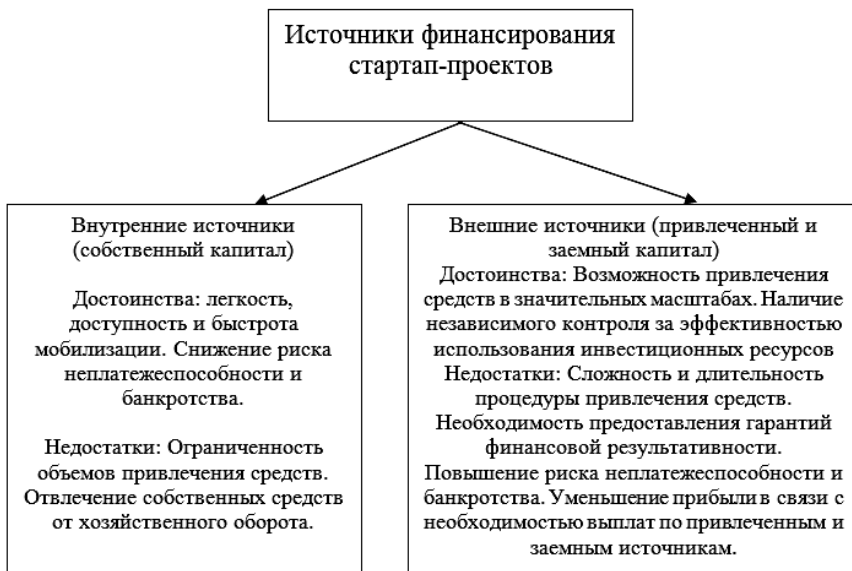 Источники финансирования
стартап-проектов
Внутренние источники
(собственный капитал)
Достоинства: легкость,
доступность и быстрота
мобилизации. Снижение риска
неплатежеспособности и
банкротства.
Недостатки: Ограниченность
объемов привлечения средств.
Отвлечение собственных средств
от хозяйственного оборота.
Внешние источники (привлеченный и
заемный капитал)
Достоинства: Возможность привлечения
средств в значительных масштабах. Наличие
независимого контроля за эффективностью
использования инвестиционных ресурсов
Недостатки: Сложность и длительность
процедуры привлечения средств.
Необходимость предоставления гарантий
финансовой результативности.
Повышение риска неплатежеспособности и
банкротства. Уменьшение прибыли в связи с
необходимостью выплат по привлеченным и
заемным источникам.